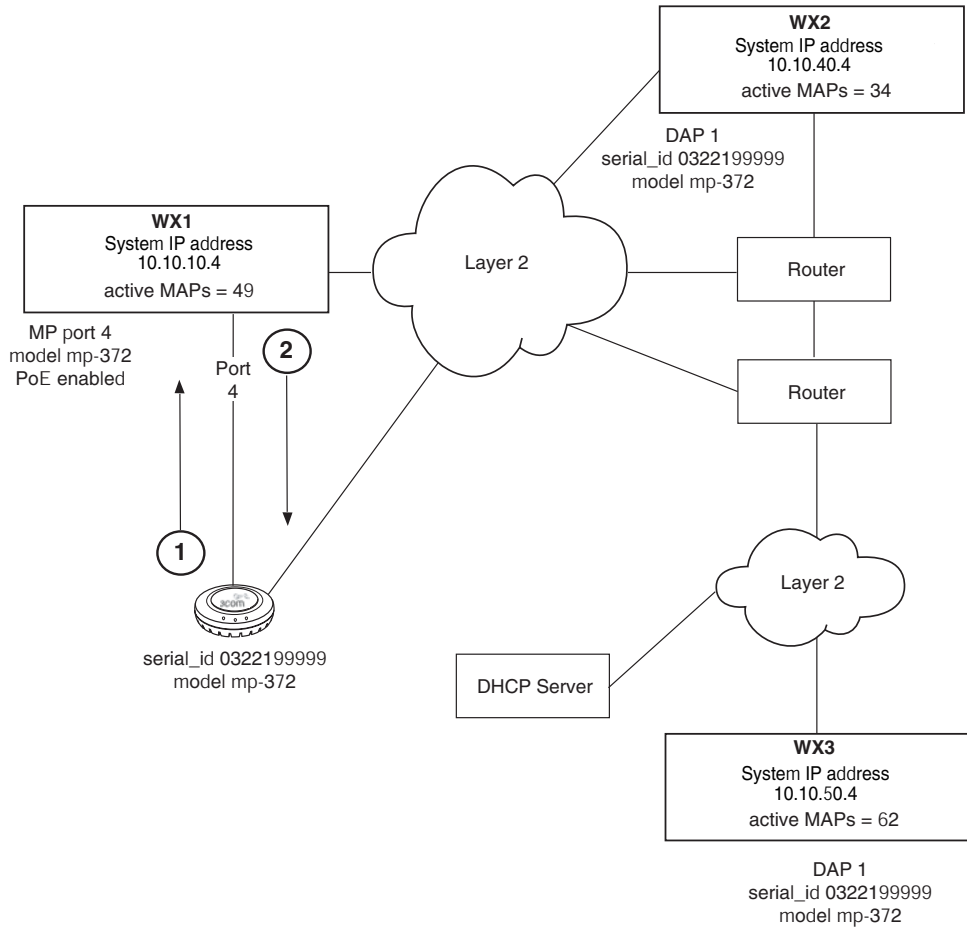 WX2
System IP address
10.10.40.4
active MAPs = 34
DAP 1
serial_id 0322199999
model mp-372
WX1
System IP address
10.10.10.4
active MAPs = 49
MP port 4
model mp-372
PoE enabled
Port
4
2
1
Layer 2
Router
Router
3com
serial_id 0322199999
model mp-372
Layer 2
DHCP Server
WX3
System IP address
10.10.50.4
active MAPs = 62
DAP 1
serial_id 0322199999
model mp-372